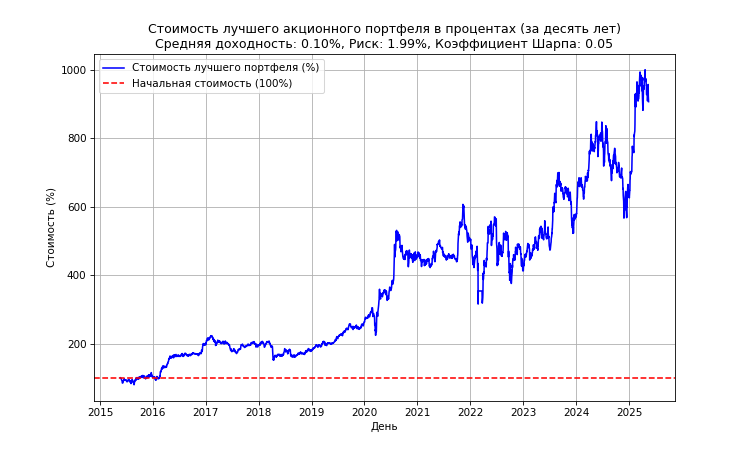 Стоимость лучшего акционного портфеля в процентах (за десять лет)
Средняя доходность: 0.10%, Риск: 1.99%, Коэффициент Шарпа: 0.05
Стоимость лучшего портфеля (%)
Начальная стоимость (100%)
Стоимость (%)
1000
800
600
400
200
2015 2016 2017 2018 2019 2020 2021 2022 2023 2024 2025
День